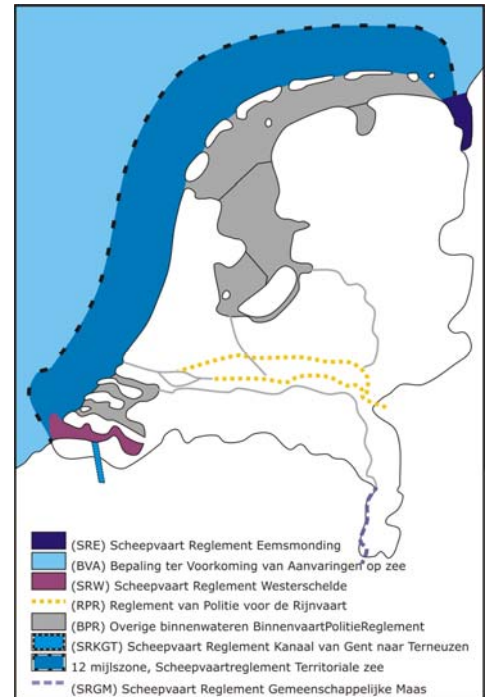 (SRE) Scheepvaart Reglement Eemsmonding
(BVA) Bepaling ter Voorkoming van Aanvaringen op zee
(SRW) Scheepvaart Reglement Westerschelde
(RPR) Reglement van Politie voor de Rijnvaart
(BPR) Overige binnenwateren BinnenvaartPolitieReglement
(SRKGT) Scheepvaart Reglement Kanaal van Gent naar Terneuzen
12 mijlszone, Scheepvaartreglement Territoriale zee
(SRGM) Scheepvaart Reglement Gemeenschappelijke Maas